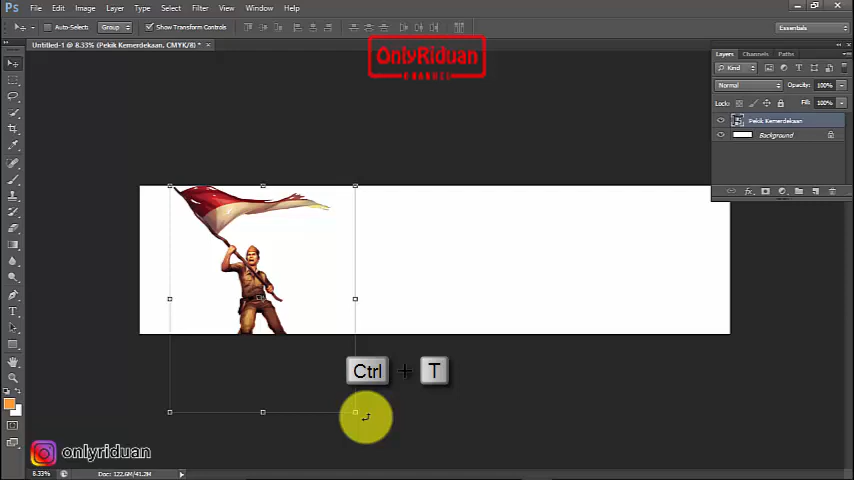 Ps File Edit Image Layer Type Select Filter View Window Help
Auto-Select: Group Show Transform Controls Essentials
Untitled-1 @ 8.33% (Pekik Kemerdekaan, CMYK/8) *
OnlyRiduan
CHANNEL
Layers Channels Paths
Kind
Normal Opacity: 100%
Lock: Fill: 100%
Pekik Kemerdekaan
Background
fx
Ctrl + T
onlyriduan
8.33% Doc: 122.6M/41.2M